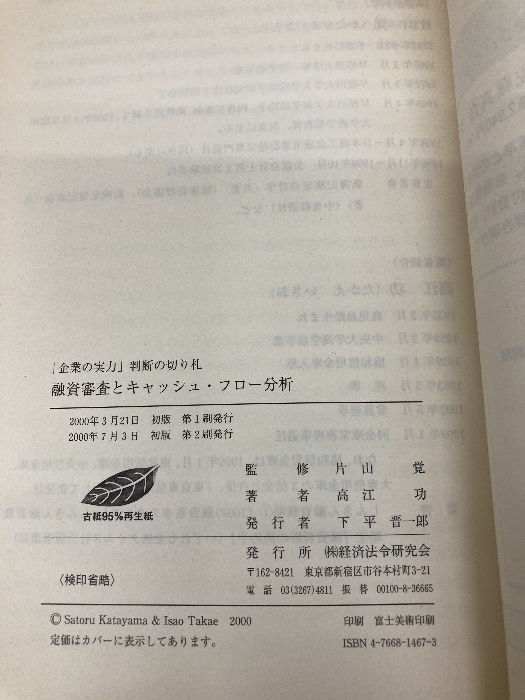 「企業の実力」判断の切り札
融資審査とキャッシュ・フロー分析
2000年3月21日 初版 第1刷発行
2000年7月3日 初版 第2刷発行
古紙95%再生紙
監修 片山 覚
著者 高江 功
発行者 下平晋一郎
発行所 ㈱経済法令研究会
〒162-8421 東京都新宿区市谷本村町3-21
電話 03(3267)4811 振替 00100-8-36665
〈検印省略〉
© Satoru Katayama & Isao Takae 2000
定価はカバーに表示してあります。
印刷 富士美術印刷
ISBN 4-7668-1467-3